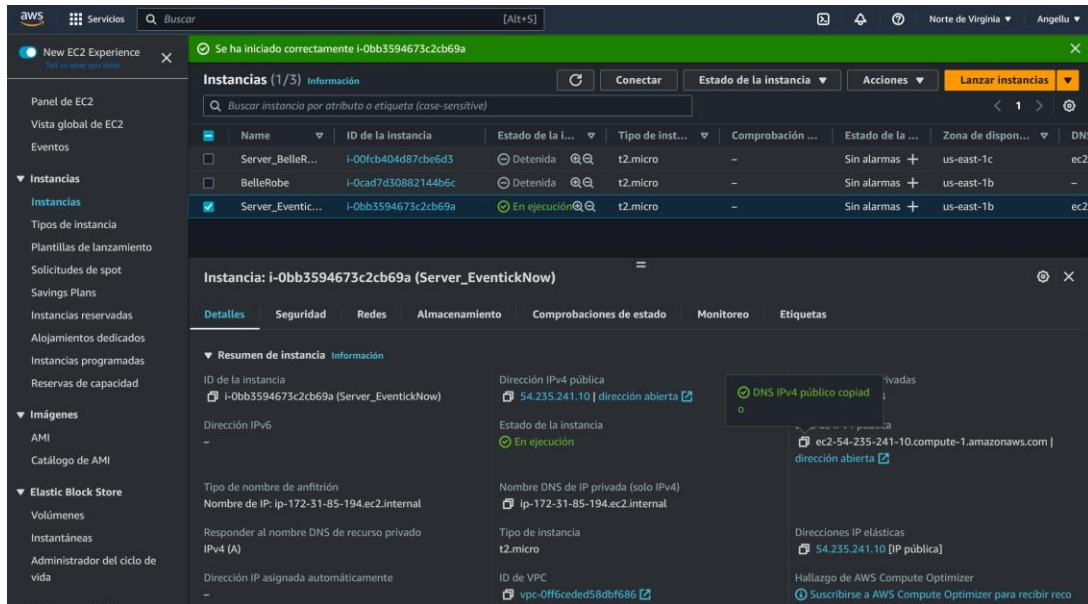 aws Servicios Buscar [Alt+S] Norte de Virginia Angellu
New EC2 Experience
Tell us what you think
Se ha iniciado correctamente i-0bb3594673c2cb69a
Instancias (1/3) Información Conectar Estado de la instancia Acciones Lanzar instancias
Buscar instancia por atributo o etiqueta (case-sensitive) 1
Name ID de la instancia Estado de la i... Tipo de inst... Comprobación ... Estado de la ... Zona de dispon... DN
Server_BelleR... i-00fcb404d87cbe6d3 Detenida t2.micro – Sin alarmas us-east-1c ec2
BelleRobe i-0cad7d30882144b6c Detenida t2.micro – Sin alarmas us-east-1b –
Server_Eventic... i-0bb3594673c2cb69a En ejecución t2.micro – Sin alarmas us-east-1b ec2
Panel de EC2
Vista global de EC2
Eventos
Instancias
Instancias
Tipos de instancia
Plantillas de lanzamiento
Solicitudes de spot
Savings Plans
Instancias reservadas
Alojamientos dedicados
Instancias programadas
Reservas de capacidad
Imágenes
AMI
Catálogo de AMI
Elastic Block Store
Volúmenes
Instantáneas
Administrador del ciclo de
vida
Instancia: i-0bb3594673c2cb69a (Server_EventickNow)
Detalles Seguridad Redes Almacenamiento Comprobaciones de estado Monitoreo Etiquetas
Resumen de instancia Información
ID de la instancia
i-0bb3594673c2cb69a (Server_EventickNow)
Dirección IPv4 pública
54.235.241.10 | dirección abierta
DNS IPv4 público copiad
o
Dirección IPv6
–
Estado de la instancia
En ejecución
ec2-54-235-241-10.compute-1.amazonaws.com |
dirección abierta
Tipo de nombre de anfitrión
Nombre de IP: ip-172-31-85-194.ec2.internal
Nombre DNS de IP privada (solo IPv4)
ip-172-31-85-194.ec2.internal
Responder al nombre DNS de recurso privado
IPv4 (A)
Tipo de instancia
t2.micro
Direcciones IP elásticas
54.235.241.10 [IP pública]
Dirección IP asignada automáticamente
–
ID de VPC
vpc-0ff6ceded58dbf686
Hallazgo de AWS Compute Optimizer
Suscribirse a AWS Compute Optimizer para recibir reco